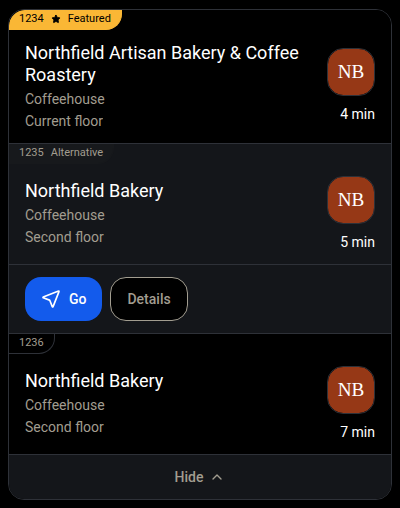 1234 ★ Featured
Northfield Artisan Bakery & Coffee
Roastery
Coffeehouse
Current floor
NB
4 min
1235 Alternative
Northfield Bakery
Coffeehouse
Second floor
NB
5 min
Go
Details
1236
Northfield Bakery
Coffeehouse
Second floor
NB
7 min
Hide